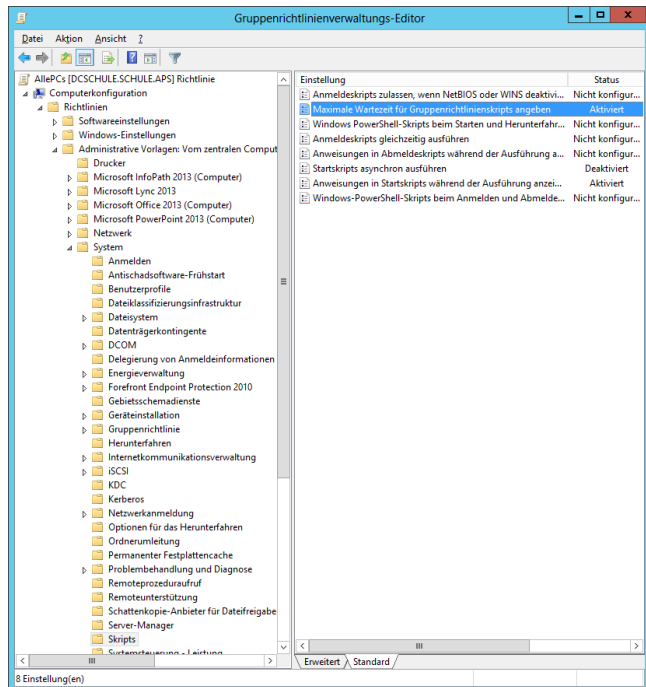 Gruppenrichtlinienverwaltungs-Editor
Datei Aktion Ansicht ?
AllePCs [DCSCHULE.SCHULE.APS] Richtlinie
Computerkonfiguration
Richtlinien
Softwareeinstellungen
Windows-Einstellungen
Administrative Vorlagen: Vom zentralen Comput
Drucker
Microsoft InfoPath 2013 (Computer)
Microsoft Lync 2013
Microsoft Office 2013 (Computer)
Microsoft PowerPoint 2013 (Computer)
Netzwerk
System
Anmelden
Antischadsoftware-Frühstart
Benutzerprofile
Dateiklassifizierungsinfrastruktur
Dateisystem
Datenträgerkontingente
DCOM
Delegierung von Anmeldeinformationen
Energieverwaltung
Forefront Endpoint Protection 2010
Gebietsschemadienste
Geräteinstallation
Gruppenrichtlinie
Herunterfahren
Internetkommunikationsverwaltung
iSCSI
KDC
Kerberos
Netzwerkanmeldung
Optionen für das Herunterfahren
Ordnerumleitung
Permanenter Festplattencache
Problembehandlung und Diagnose
Remoteprozeduraufruf
Remoteunterstützung
Schattenkopie-Anbieter für Dateifreigabe
Server-Manager
Skripts
Systemsteuerung - Leistung
Einstellung Status
Anmeldeskripts zulassen, wenn NetBIOS oder WINS deaktivi... Nicht konfigur...
Maximale Wartezeit für Gruppenrichtlinienskripts angeben Aktiviert
Windows PowerShell-Skripts beim Starten und Herunterfahr... Nicht konfigur...
Anmeldeskripts gleichzeitig ausführen Nicht konfigur...
Anweisungen in Abmeldeskripts während der Ausführung a... Nicht konfigur...
Startskripts asynchron ausführen Deaktiviert
Anweisungen in Startskripts während der Ausführung anzei... Aktiviert
Windows-PowerShell-Skripts beim Anmelden und Abmelde... Nicht konfigur...
Erweitert Standard
8 Einstellung(en)